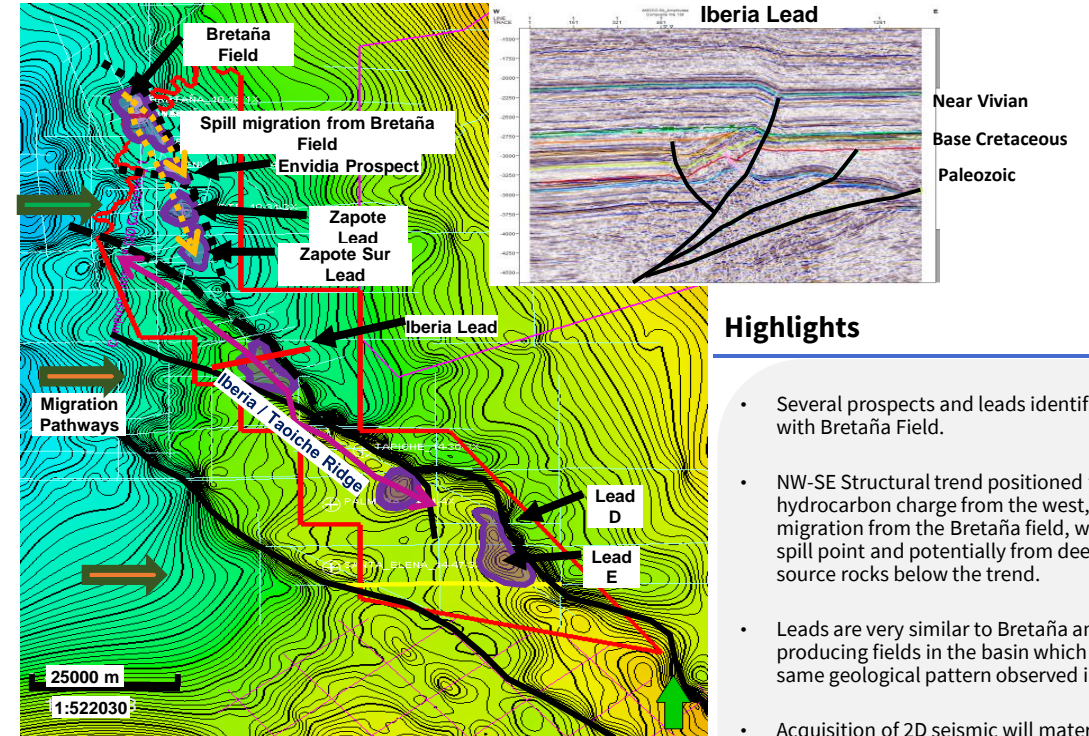 Bretaña
Field
Spill migration from Bretaña
Field
Envidia Prospect
Zapote
Lead
Zapote Sur
Lead
Iberia Lead
Migration
Pathways
Iberia / Taoiche Ridge
Lead
D
Lead
E
25000 m
1:522030
Iberia Lead
W
E
LINE
TRACE
Near Vivian
Base Cretaceous
Paleozoic
Highlights
• Several prospects and leads
with Bretaña Field.
• NW-SE Structural trend positioned
hydrocarbon charge from the west,
migration from the Bretaña field,
spill point and potentially from
source rocks below the trend.
• Leads are very similar to Bretaña
producing fields in the basin which
same geological pattern observed
• Acquisition of 2D seismic will